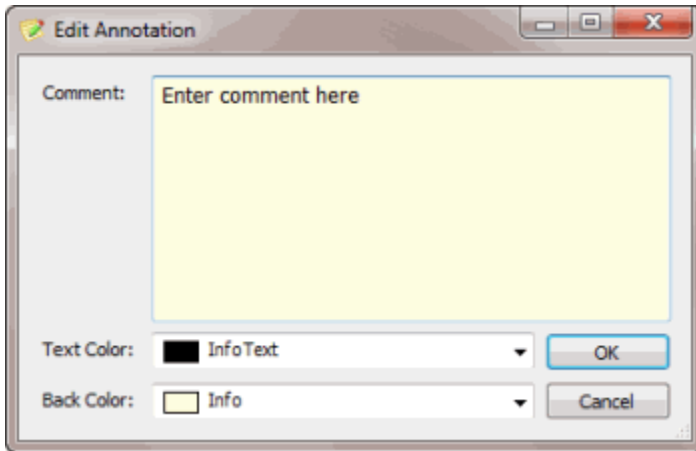 Edit Annotation
Comment:
Enter comment here
Text Color:
InfoText
OK
Back Color:
Info
Cancel